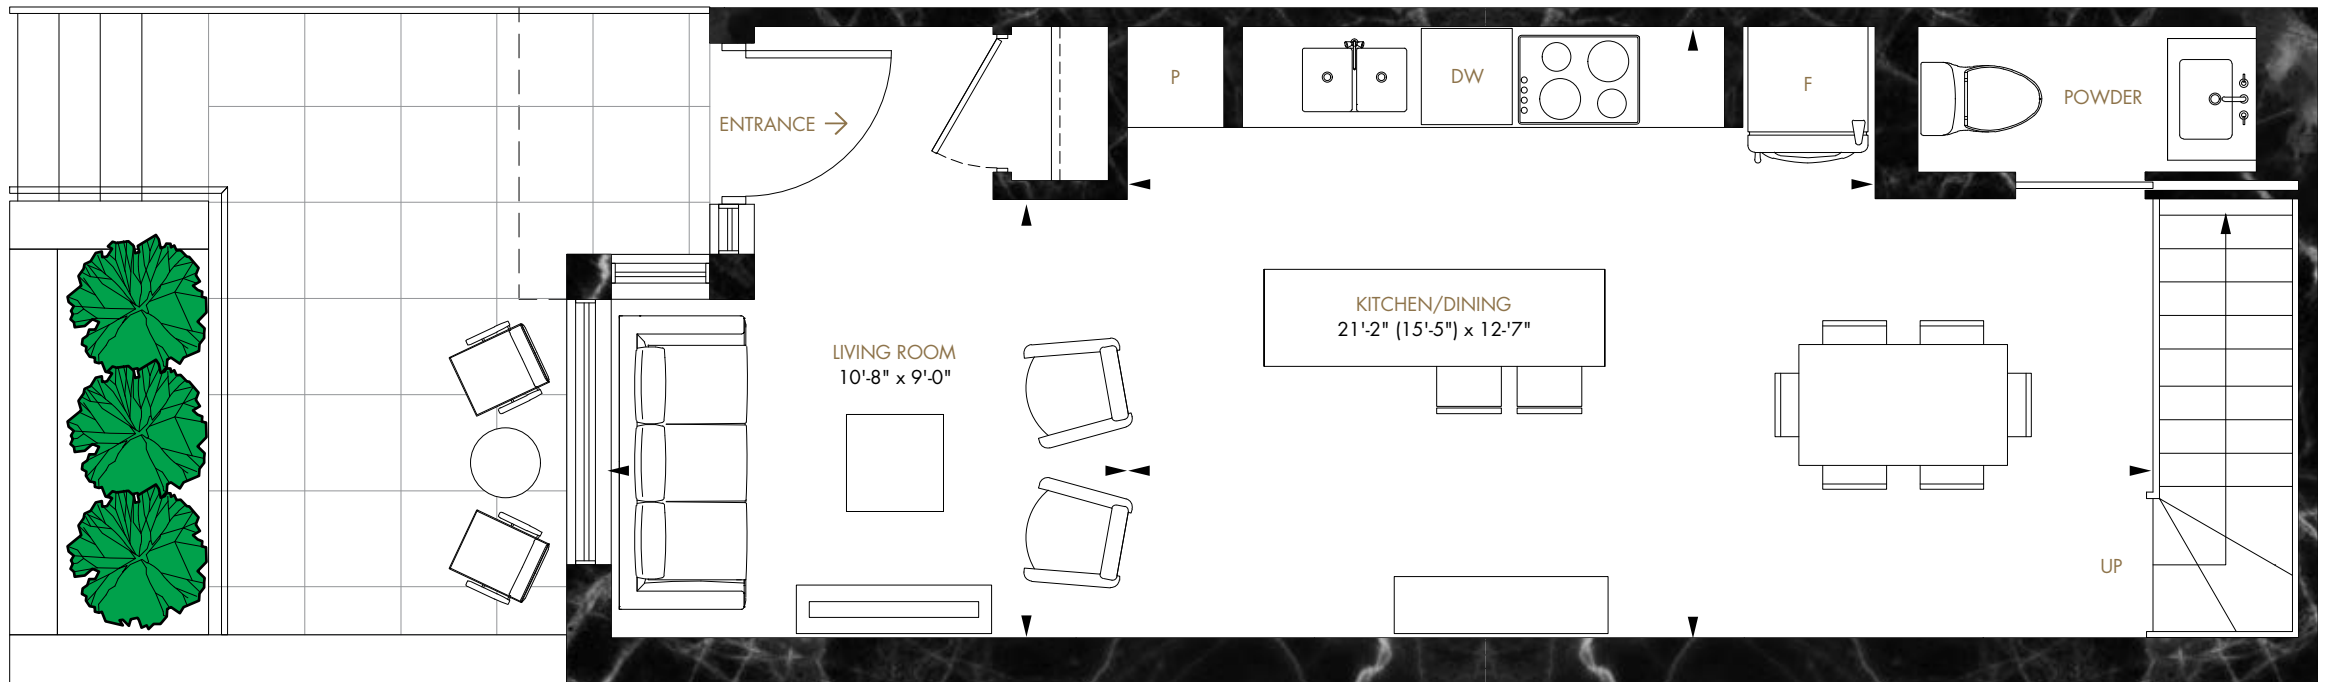 ENTRANCE
P
DW
F
POWDER
KITCHEN/DINING
21'-2" (15'-5") x 12-'7"
LIVING ROOM
10'-8" x 9'-0"
UP